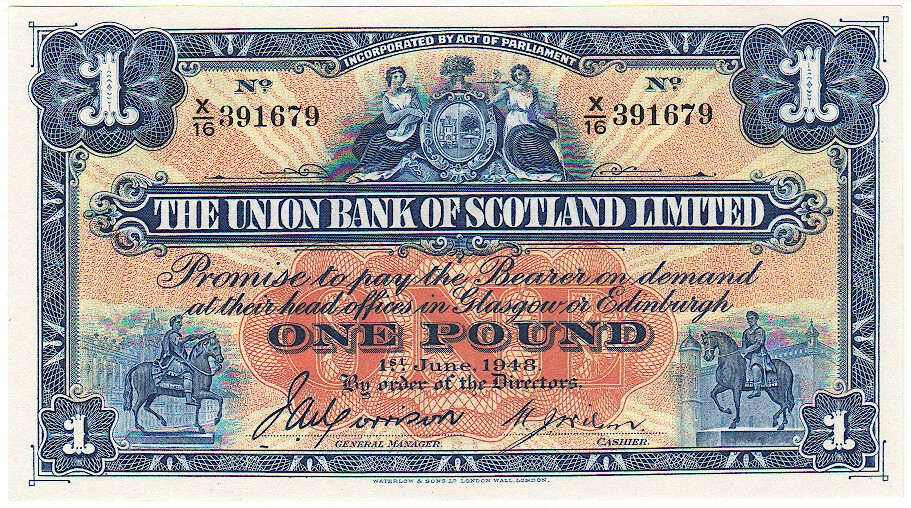 INCORPORATED BY ACT OF PARLIAMENT
1 1
Nº Nº
X/16 391679 X/16 391679
THE UNION BANK OF SCOTLAND LIMITED
Promise to pay the Bearer on demand
at their head offices in Glasgow or Edinburgh
ONE
ONE POUND
1ST June, 1948.
By order of the Directors.
GENERAL MANAGER. CASHIER.
1 1
WATERLOW & SONS LD LONDON WALL, LONDON.